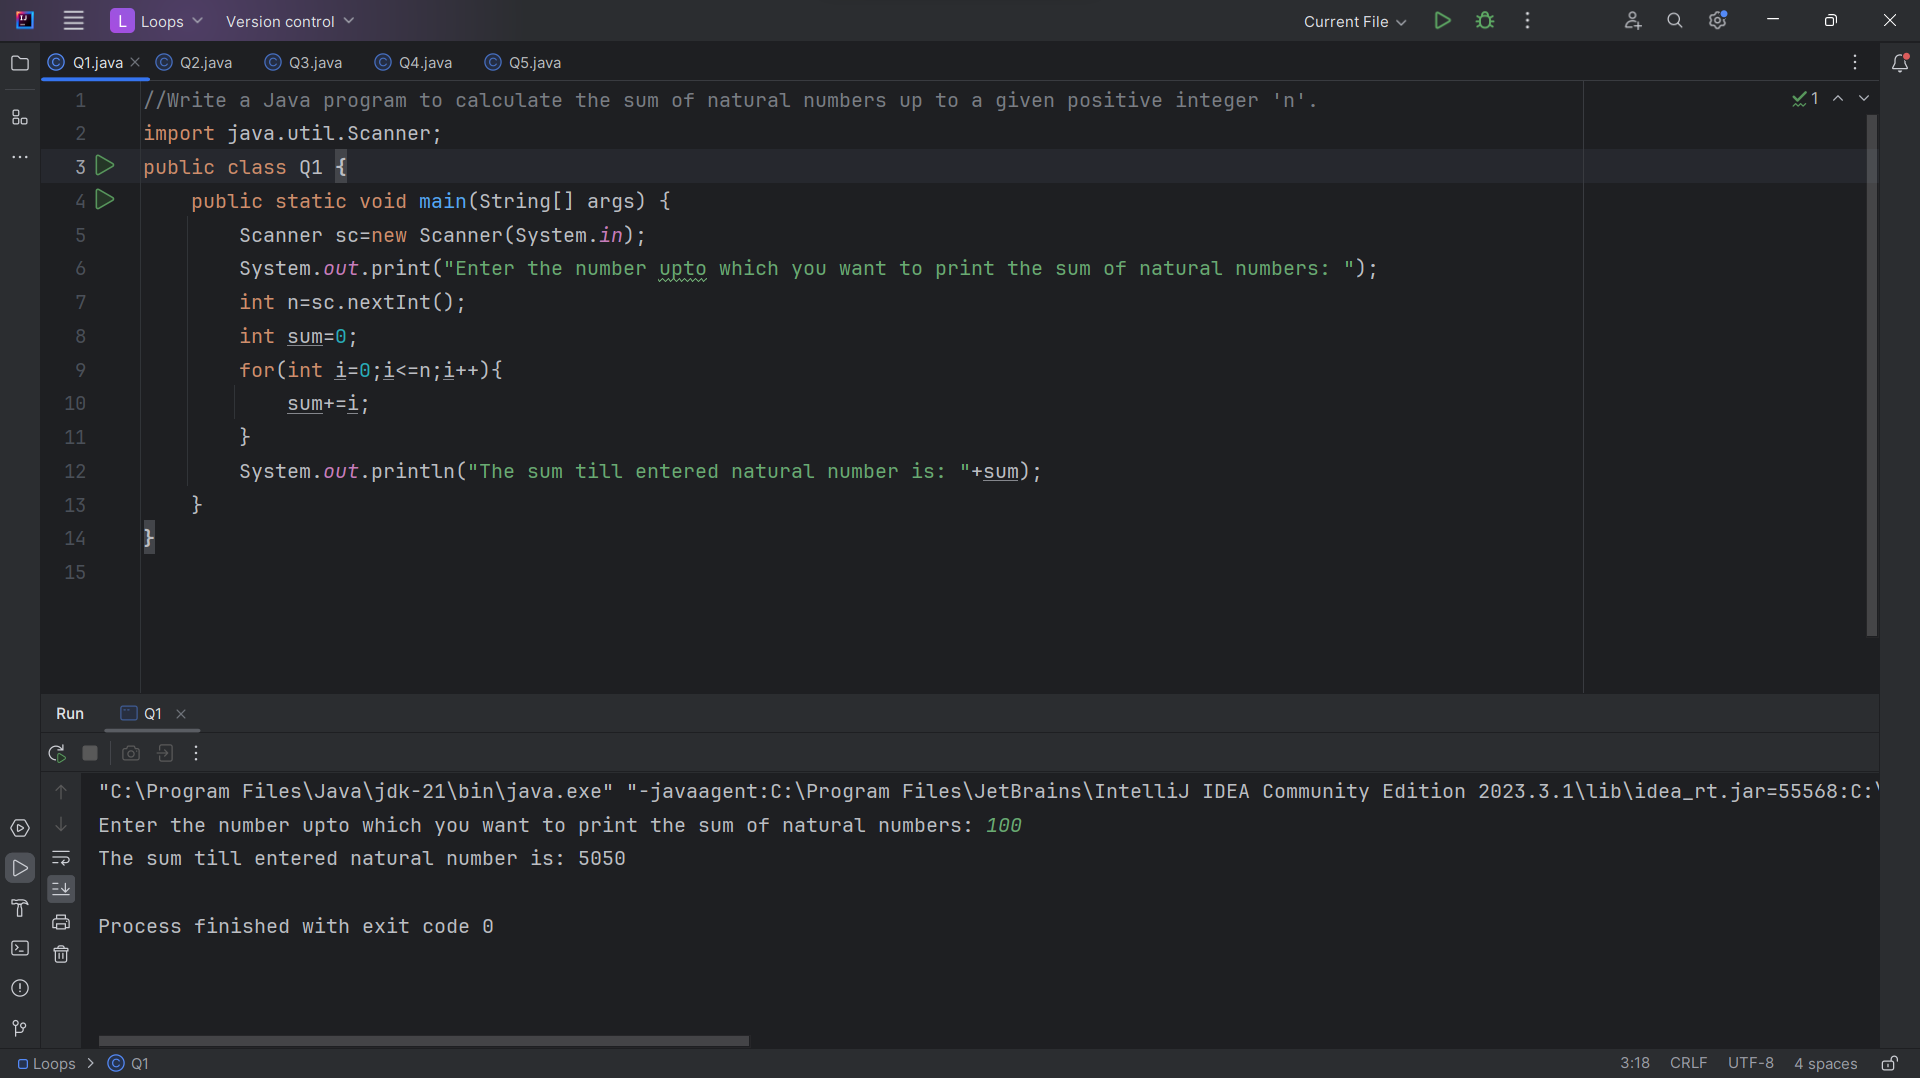 L Loops Version control Current File
Q1.java Q2.java Q3.java Q4.java Q5.java
1 //Write a Java program to calculate the sum of natural numbers up to a given positive integer 'n'. 1
2 import java.util.Scanner;
3 public class Q1 {
4 public static void main(String[] args) {
5 Scanner sc=new Scanner(System.in);
6 System.out.print("Enter the number upto which you want to print the sum of natural numbers: ");
7 int n=sc.nextInt();
8 int sum=0;
9 for(int i=0;i<=n;i++){
10 sum+=i;
11 }
12 System.out.println("The sum till entered natural number is: "+sum);
13 }
14 }
15
Run Q1
"C:\Program Files\Java\jdk-21\bin\java.exe" "-javaagent:C:\Program Files\JetBrains\IntelliJ IDEA Community Edition 2023.3.1\lib\idea_rt.jar=55568:C:\
Enter the number upto which you want to print the sum of natural numbers: 100
The sum till entered natural number is: 5050
Process finished with exit code 0
Loops > Q1 3:18 CRLF UTF-8 4 spaces